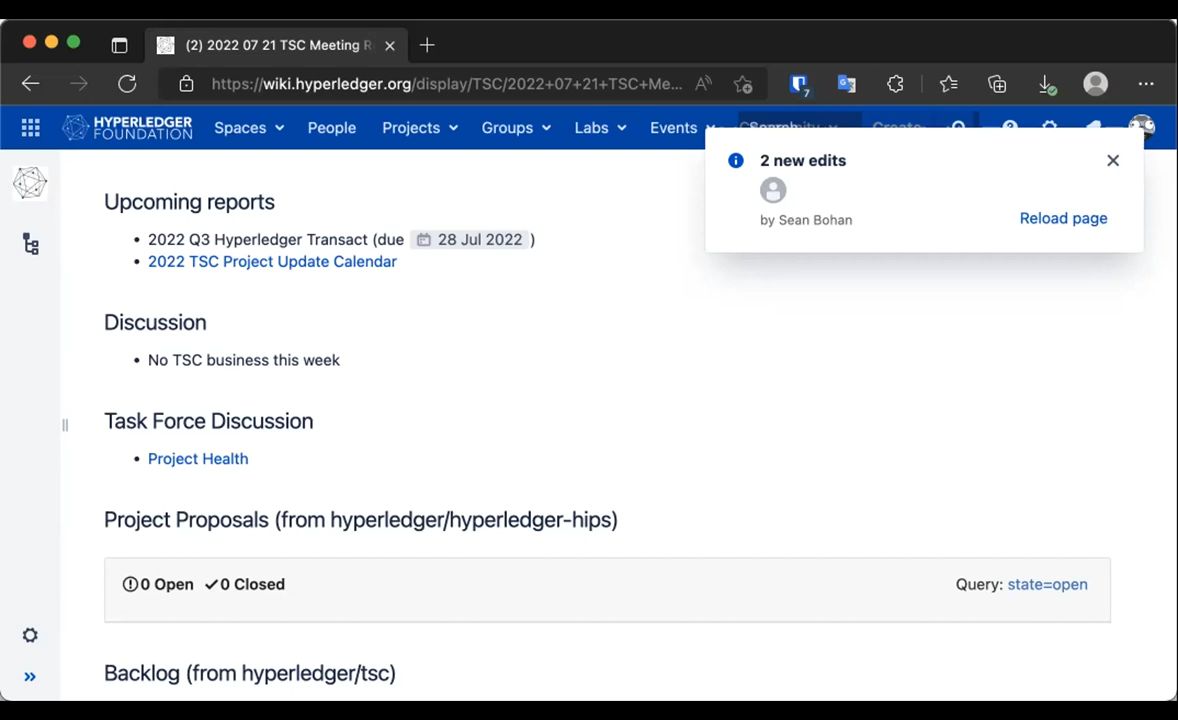 (2) 2022 07 21 TSC Meeting R
https://wiki.hyperledger.org/display/TSC/2022+07+21+TSC+Me...
7
HYPERLEDGER
FOUNDATION
Spaces
People
Projects
Groups
Labs
Events
Search
Create
2 new edits
by Sean Bohan
Reload page
Upcoming reports
• 2022 Q3 Hyperledger Transact (due 28 Jul 2022 )
• 2022 TSC Project Update Calendar
Discussion
• No TSC business this week
Task Force Discussion
• Project Health
Project Proposals (from hyperledger/hyperledger-hips)
0 Open ✓0 Closed
Query: state=open
Backlog (from hyperledger/tsc)